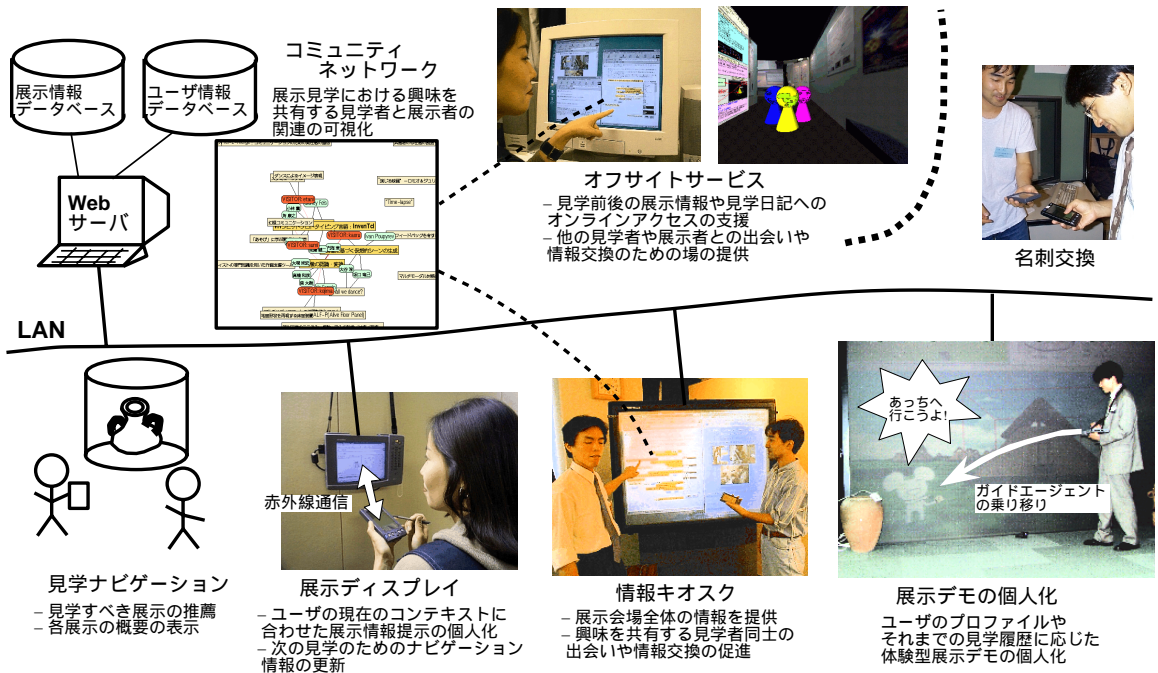 展示情報
データベース
ユーザ情報
データベース
Web
サーバ
LAN
コミュニティ
ネットワーク
展示見学における興味を
共有する見学者と展示者の
関連の可視化
オフサイトサービス
– 見学前後の展示情報や見学日記への
オンラインアクセスの支援
– 他の見学者や展示者との出会いや
情報交換のための場の提供
名刺交換
見学ナビゲーション
– 見学すべき展示の推薦
– 各展示の概要の表示
赤外線通信
展示ディスプレイ
– ユーザの現在のコンテキストに
合わせた展示情報提示の個人化
– 次の見学のためのナビゲーション
情報の更新
情報キオスク
– 展示会場全体の情報を提供
– 興味を共有する見学者同士の
出会いや情報交換の促進
あっちへ
行こうよ!
ガイドエージェント
の乗り移り
展示デモの個人化
ユーザのプロファイルや
それまでの見学履歴に応じた
体験型展示デモの個人化